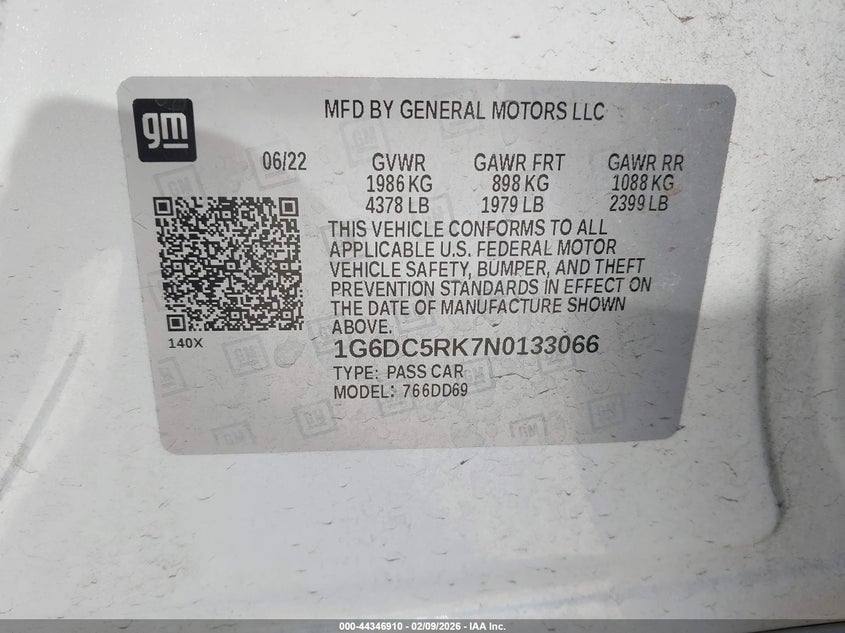 gm
MFD BY GENERAL MOTORS LLC
06/22 GVWR GAWR FRT GAWR RR
1986 KG 898 KG 1088 KG
4378 LB 1979 LB 2399 LB
THIS VEHICLE CONFORMS TO ALL
APPLICABLE U.S. FEDERAL MOTOR
VEHICLE SAFETY, BUMPER, AND THEFT
PREVENTION STANDARDS IN EFFECT ON
THE DATE OF MANUFACTURE SHOWN
ABOVE.
140X
1G6DC5RK7N0133066
TYPE: PASS CAR
MODEL: 766DD69
000-44346910 - 02/09/2026 - IAA Inc.